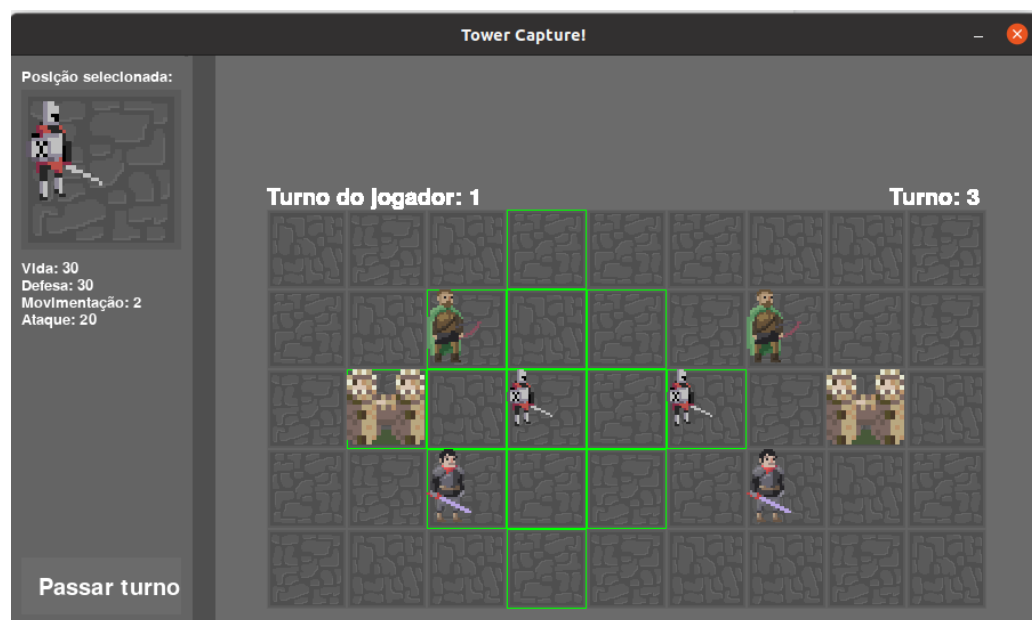 Tower Capture!
Posição selecionada:
Vida: 30
Defesa: 30
Movimentação: 2
Ataque: 20
Turno do jogador: 1
Turno: 3
Passar turno